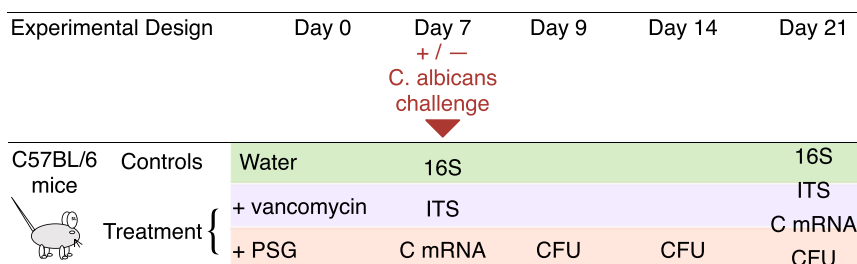 Experimental Design Day 0 Day 7 Day 9 Day 14 Day 21
+ / —
C. albicans
challenge
C57BL/6
mice
Controls
Water
16S
16S
ITS
+ vancomycin
ITS
C mRNA
Treatment {
+ PSG
C mRNA
CFU
CFU
CFU